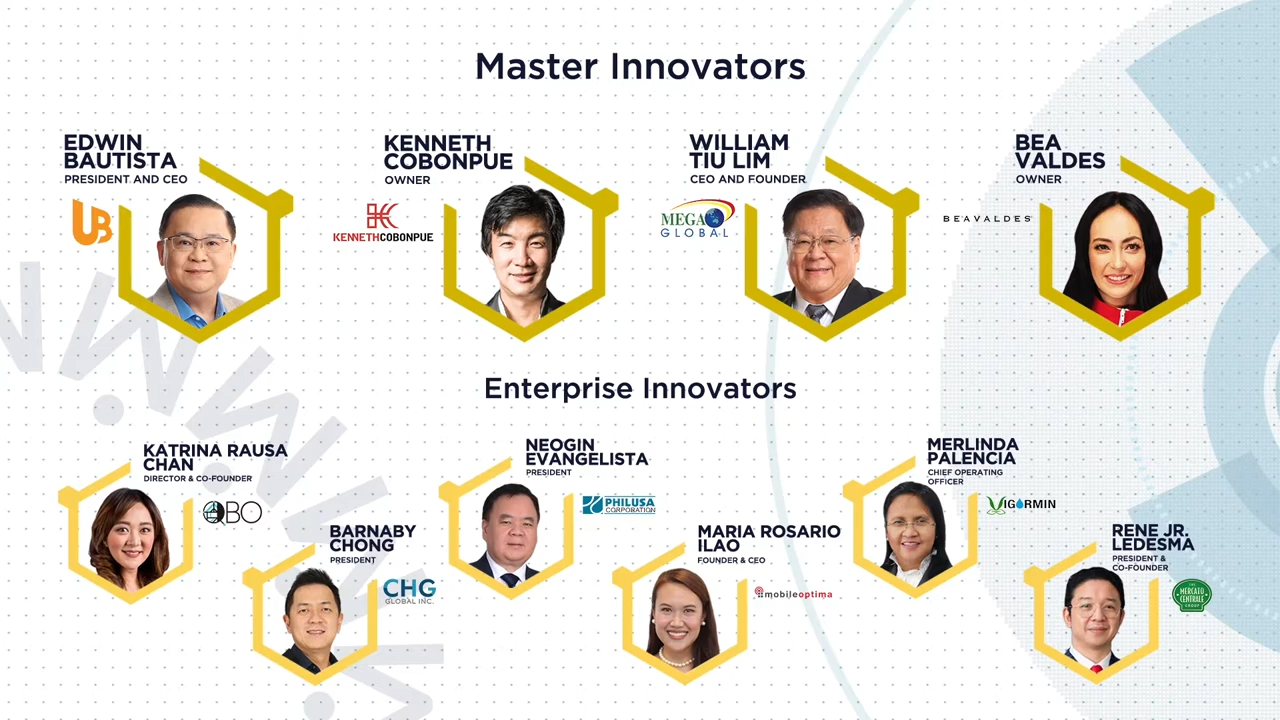 Master Innovators
EDWIN
BAUTISTA
PRESIDENT AND CEO
UB
KENNETH
COBONPUE
OWNER
KENNETHCOBONPUE
WILLIAM
TIU LIM
CEO AND FOUNDER
MEGA
GLOBAL
BEA
VALDES
OWNER
BEAVALDES
Enterprise Innovators
KATRINA RAUSA
CHAN
DIRECTOR & CO-FOUNDER
QBO
BARNABY
CHONG
PRESIDENT
CHG
GLOBAL INC.
NEOGIN
EVANGELISTA
PRESIDENT
PHILUSA
CORPORATION
MARIA ROSARIO
ILAO
FOUNDER & CEO
mobileoptima
MERLINDA
PALENCIA
CHIEF OPERATING
OFFICER
VIGORMIN
RENE JR.
LEDESMA
PRESIDENT &
CO-FOUNDER
THE
MERCATO
CENTRALE
GROUP